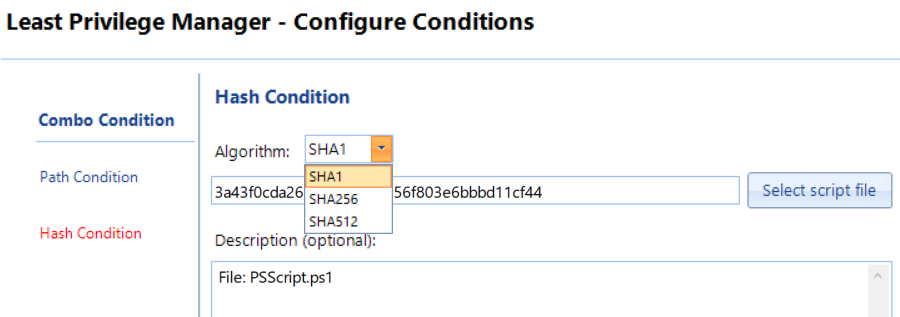 Least Privilege Manager - Configure Conditions
Hash Condition
Combo Condition
Algorithm: SHA1
Path Condition
SHA1
3a43f0cda26 56f803e6bbbd11cf44 Select script file
SHA256
SHA512
Hash Condition
Description (optional):
File: PSScript.ps1